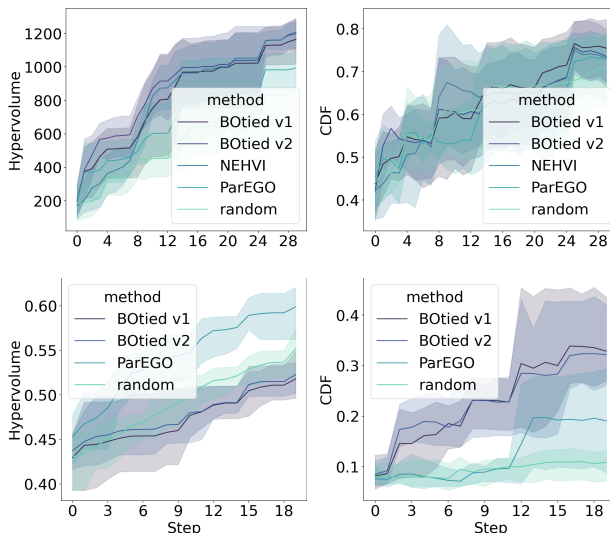 Hypervolume
1200
1000
800
600
400
200
0 4 8 12 16 20 24 28
method
BOtied v1
BOtied v2
NEHVI
ParEGO
random
CDF
0.8
0.7
0.6
0.5
0.4
0 4 8 12 16 20 24 28
method
BOtied v1
BOtied v2
NEHVI
ParEGO
random
Hypervolume
0.60
0.55
0.50
0.45
0.40
0 3 6 9 12 15 18
Step
method
BOtied v1
BOtied v2
ParEGO
random
CDF
0.4
0.3
0.2
0.1
0 3 6 9 12 15 18
Step
method
BOtied v1
BOtied v2
ParEGO
random